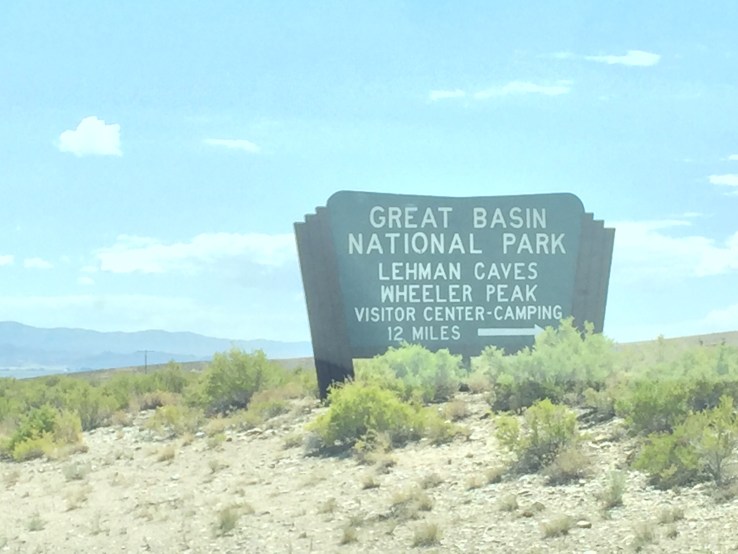 GREAT BASIN
NATIONAL PARK
LEHMAN CAVES
WHEELER PEAK
VISITOR CENTER-CAMPING
12 MILES